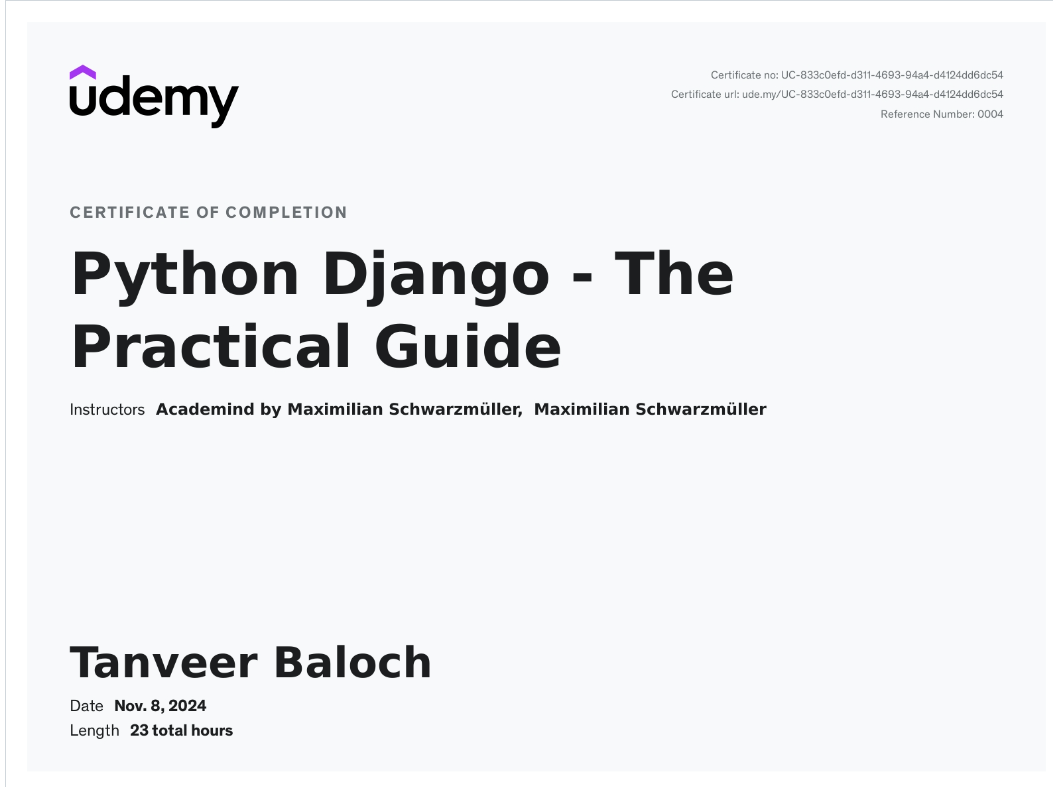 udemy
Certificate no: UC-833c0efd-d311-4693-94a4-d4124dd6dc54
Certificate url: ude.my/UC-833c0efd-d311-4693-94a4-d4124dd6dc54
Reference Number: 0004
CERTIFICATE OF COMPLETION
Python Django - The
Practical Guide
Instructors Academind by Maximilian Schwarzmüller, Maximilian Schwarzmüller
Tanveer Baloch
Date Nov. 8, 2024
Length 23 total hours